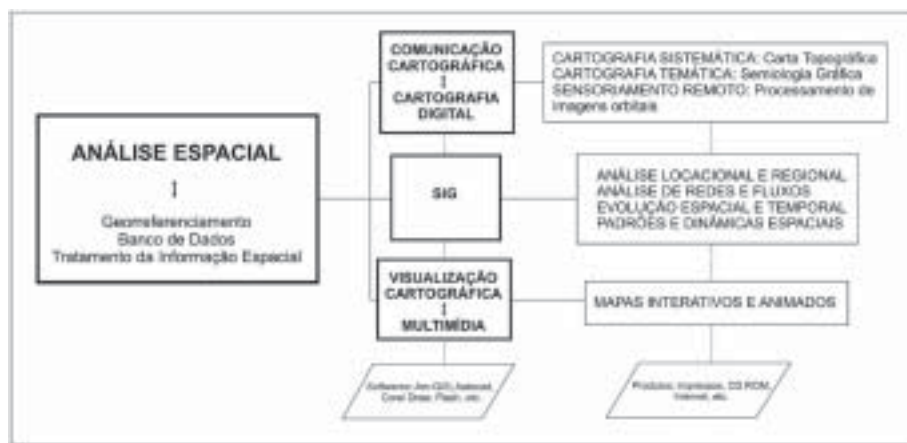 ANÁLISE ESPACIAL
Georreferenciamento
Banco de Dados
Tratamento da Informação Espacial
COMUNICAÇÃO
CARTOGRÁFICA
CARTOGRAFIA
DIGITAL
SIG
VISUALIZAÇÃO
CARTOGRÁFICA
MULTIMÍDIA
CARTOGRAFIA SISTEMÁTICA: Carta Topográfica
CARTOGRAFIA TEMÁTICA: Semiologia Gráfica
SENSORIAMENTO REMOTO: Processamento de
imagens orbitais
ANÁLISE LOCACIONAL E REGIONAL
ANÁLISE DE REDES E FLUXOS
EVOLUÇÃO ESPACIAL E TEMPORAL
PADRÕES E DINÂMICAS ESPACIAIS
MAPAS INTERATIVOS E ANIMADOS
Corel Draw, Flash, etc.
Produtos: Impressos, CD ROM,
Internet, etc.